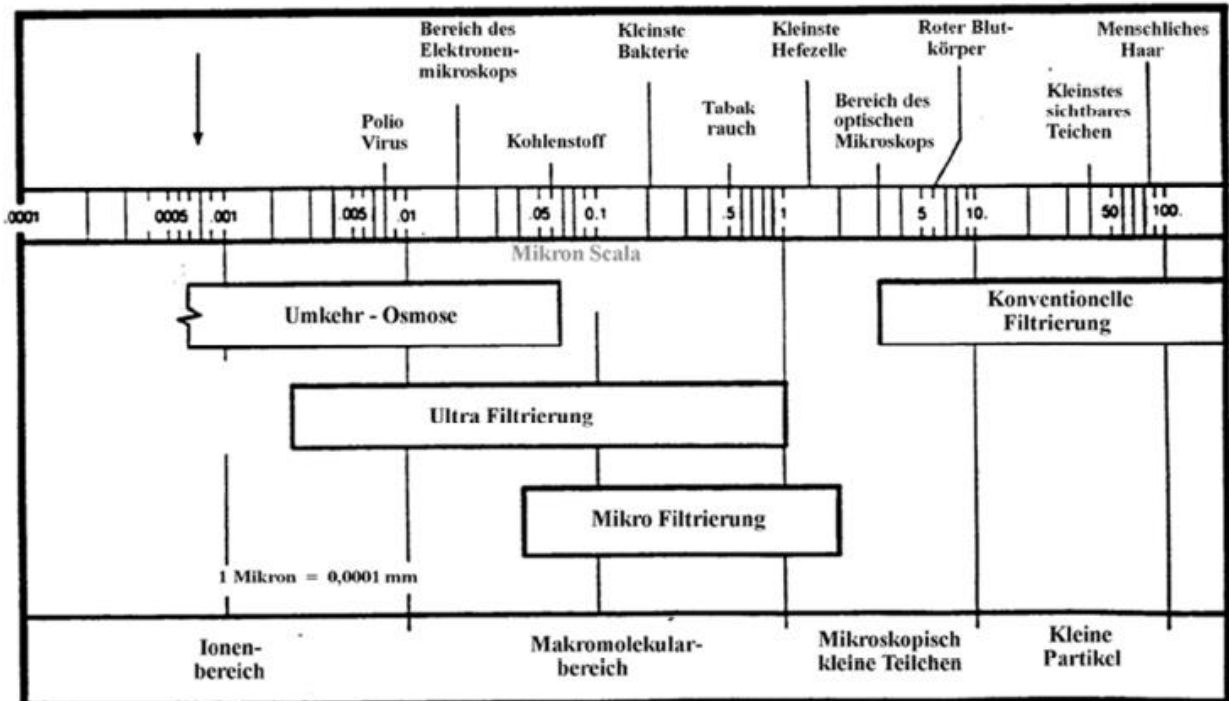 Bereich des
Elektronen-
mikroskops
Kleinste
Bakterie
Kleinste
Hefezelle
Roter Blut-
körper
Menschliches
Haar
Polio
Virus
Kohlenstoff
Tabak
rauch
Bereich des
optischen
Mikroskops
Kleinstes
sichtbares
Teichen
.0001 0005 .001 .005 .01 .05 0.1 .5 1 5 10. 50 100.
Mikron Scala
Umkehr - Osmose
Konventionelle
Filtrierung
Ultra Filtrierung
Mikro Filtrierung
1 Mikron = 0,0001 mm
Ionen-
bereich
Makromolekular-
bereich
Mikroskopisch
kleine Teilchen
Kleine
Partikel